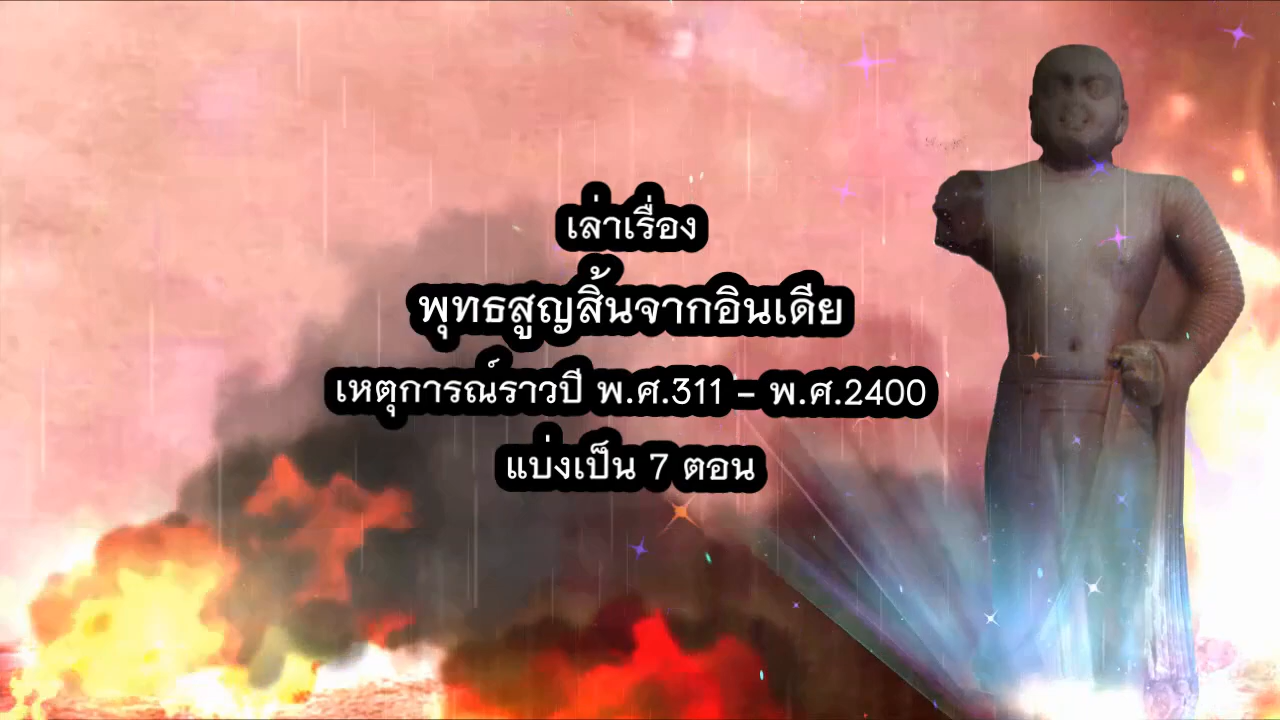 เล่าเรื่อง
พุทธสูญสิ้นจากอินเดีย
เหตุการณ์ราวปี พ.ศ.311 - พ.ศ.2400
แบ่งเป็น 7 ตอน